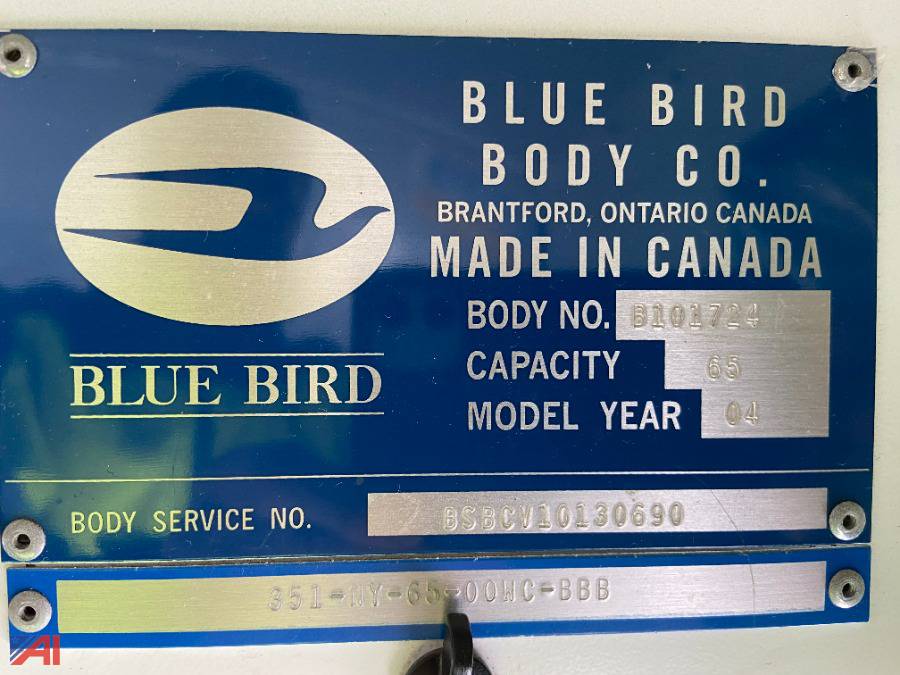 BLUE BIRD
BODY CO.
BRANTFORD, ONTARIO CANADA
MADE IN CANADA
BODY NO. B101724
CAPACITY 65
MODEL YEAR 04
BLUE BIRD
BODY SERVICE NO. BSBCV10130690
351-NY-65-00WC-BBB
AI